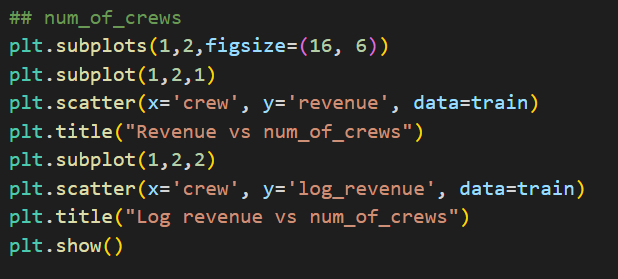 ## num_of_crews
plt.subplots(1,2,figsize=(16, 6))
plt.subplot(1,2,1)
plt.scatter(x='crew', y='revenue', data=train)
plt.title("Revenue vs num_of_crews")
plt.subplot(1,2,2)
plt.scatter(x='crew', y='log_revenue', data=train)
plt.title("Log revenue vs num_of_crews")
plt.show()